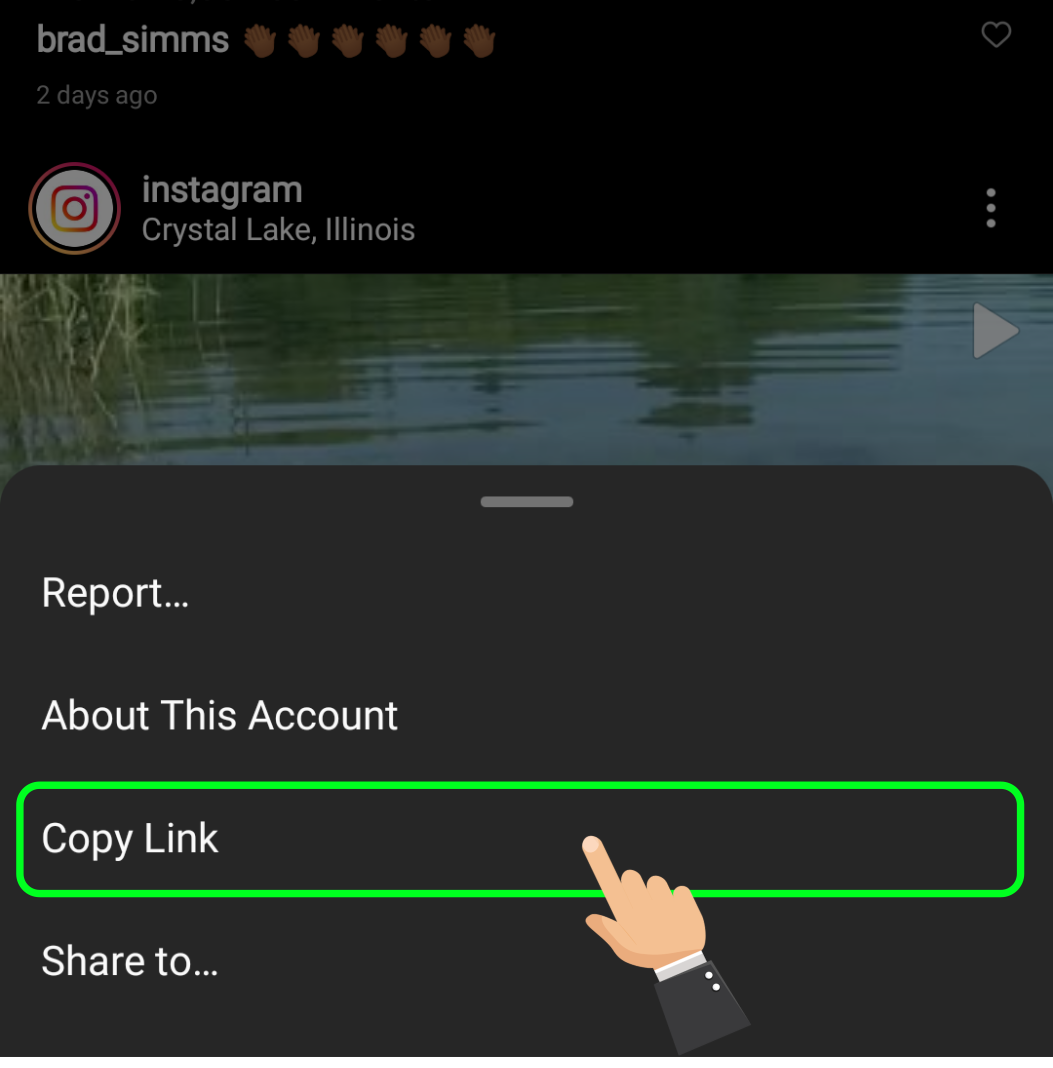 brad_simms 👏🏾👏🏾👏🏾👏🏾👏🏾👏🏾
2 days ago
instagram
Crystal Lake, Illinois
Report...
About This Account
Copy Link
Share to...